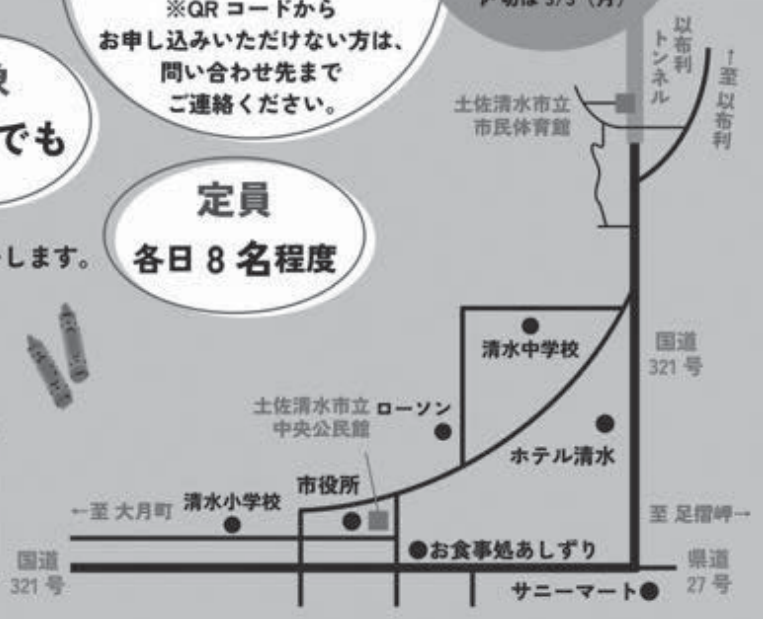 ※QRコードから
お申し込みいただけない方は、
問い合わせ先まで
ご連絡ください。
でも
します。
定員
各日8名程度
以布利
トンネル
↑至 以布利
土佐清水市立
市民体育館
清水中学校
国道
321号
土佐清水市立
中央公民館
ローソン
ホテル清水
市役所
←至 大月町
清水小学校
至 足摺岬→
お食事処あしずり
国道
321号
県道
27号
サニーマート